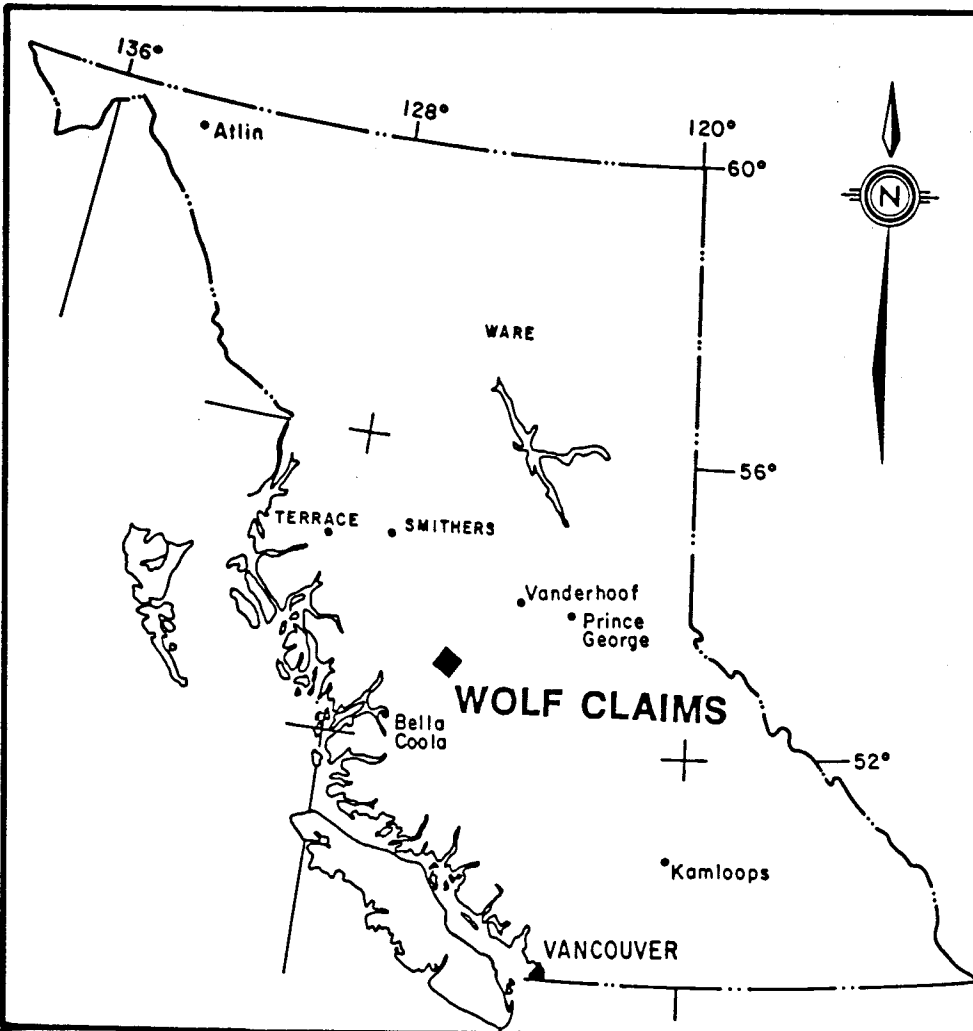 136°
128°
120°
Atlin
60°
N
WARE
56°
TERRACE
SMITHERS
Vanderhoof
Prince
George
WOLF CLAIMS
Bella
Coola
52°
Kamloops
VANCOUVER